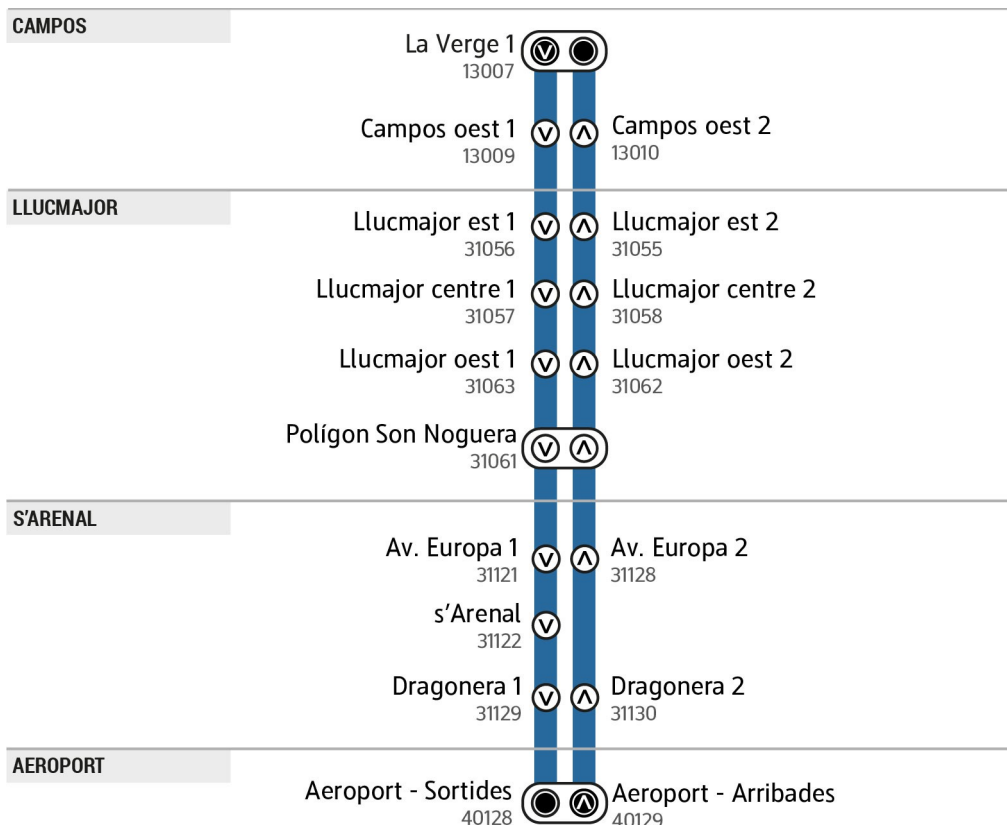 CAMPOS
La Verge 1
13007
Campos oest 1
13009
Campos oest 2
13010
LLUCMAJOR
Llucmajor est 1
31056
Llucmajor est 2
31055
Llucmajor centre 1
31057
Llucmajor centre 2
31058
Llucmajor oest 1
31063
Llucmajor oest 2
31062
Polígon Son Noguera
31061
S'ARENAL
Av. Europa 1
31121
Av. Europa 2
31128
s'Arenal
31122
Dragonera 1
31129
Dragonera 2
31130
AEROPORT
Aeroport - Sortides
40128
Aeroport - Arribades
40129